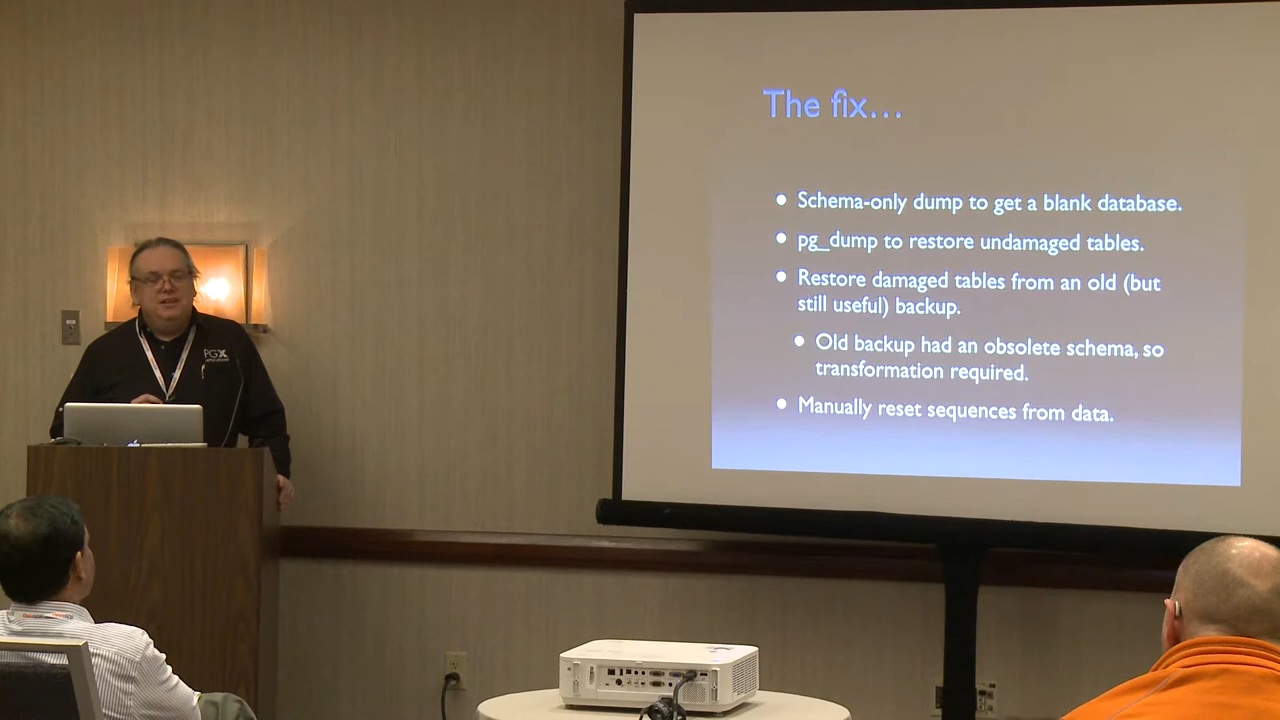 The fix...
Schema-only dump to get a blank database.
pg_dump to restore undamaged tables.
Restore damaged tables from an old (but
still useful) backup.
Old backup had an obsolete schema, so
transformation required.
Manually reset sequences from data.
PGX